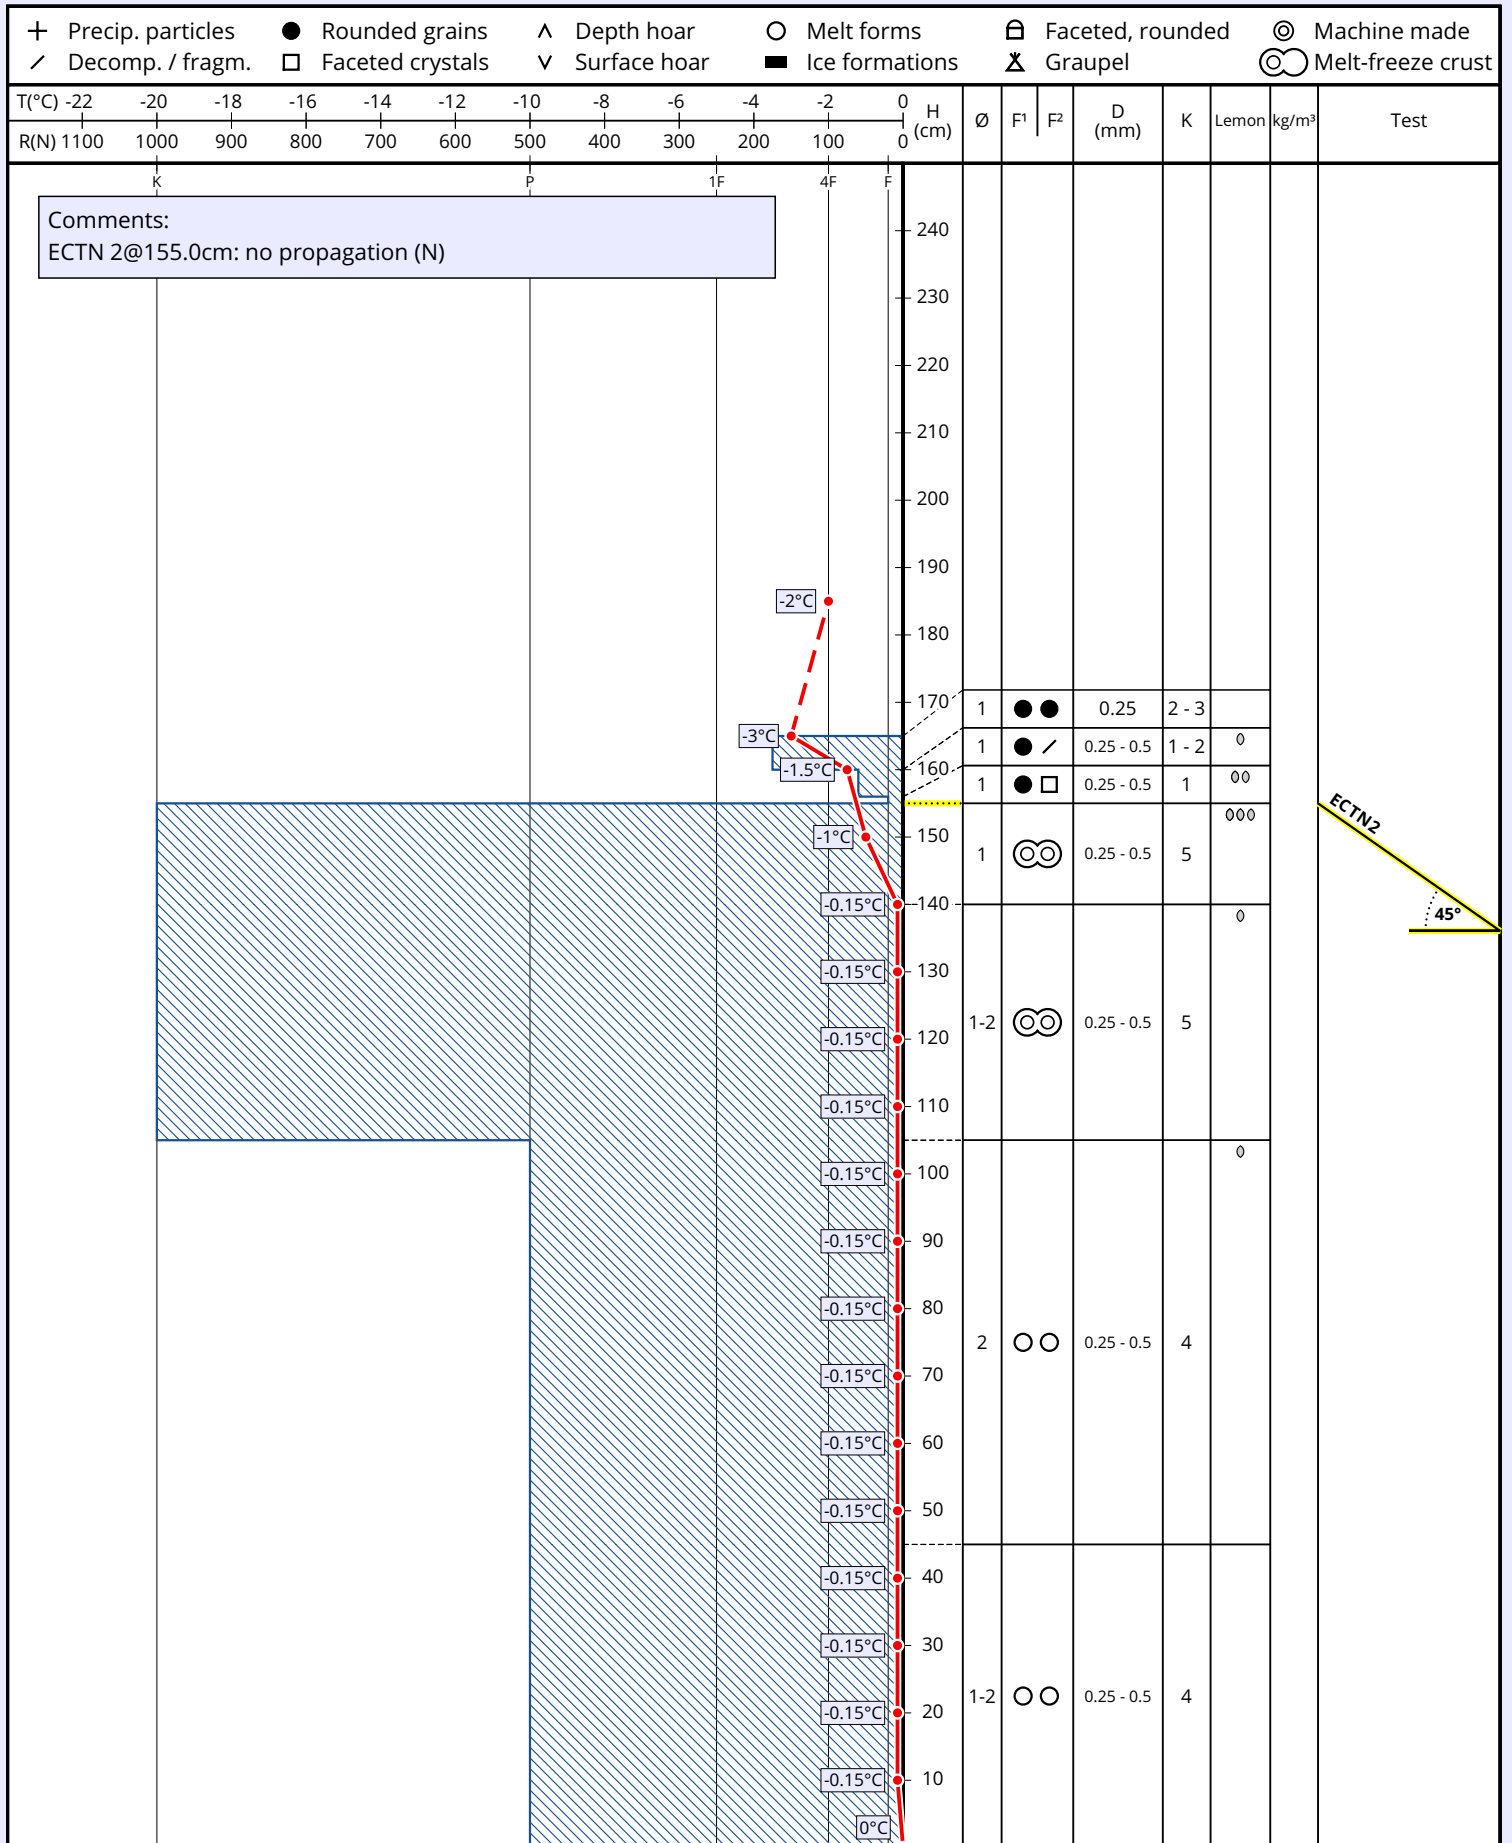 Precip. particles Rounded grains Depth hoar Melt forms Faceted, rounded Machine made
Decomp. / fragm. Faceted crystals Surface hoar Ice formations Graupel Melt-freeze crust
T(°C) -22 -20 -18 -16 -14 -12 -10 -8 -6 -4 -2 0
R(N) 1100 1000 900 800 700 600 500 400 300 200 100 0
H (cm) Ø F¹ F² D (mm) K Lemon kg/m³ Test
K P 1F 4F F
Comments:
ECTN 2@155.0cm: no propagation (N)
240
230
220
210
200
190
-2°C
180
170
1 0.25 2 - 3
-3°C
1 0.25 - 0.5 1 - 2
-1.5°C 160
1 0.25 - 0.5 1
ECTN2
-1°C 150
1 0.25 - 0.5 5
-0.15°C 140
45°
-0.15°C 130
1-2 0.25 - 0.5 5
-0.15°C 120
-0.15°C 110
-0.15°C 100
-0.15°C 90
-0.15°C 80
2 0.25 - 0.5 4
-0.15°C 70
-0.15°C 60
-0.15°C 50
-0.15°C 40
-0.15°C 30
1-2 0.25 - 0.5 4
-0.15°C 20
-0.15°C 10
0°C